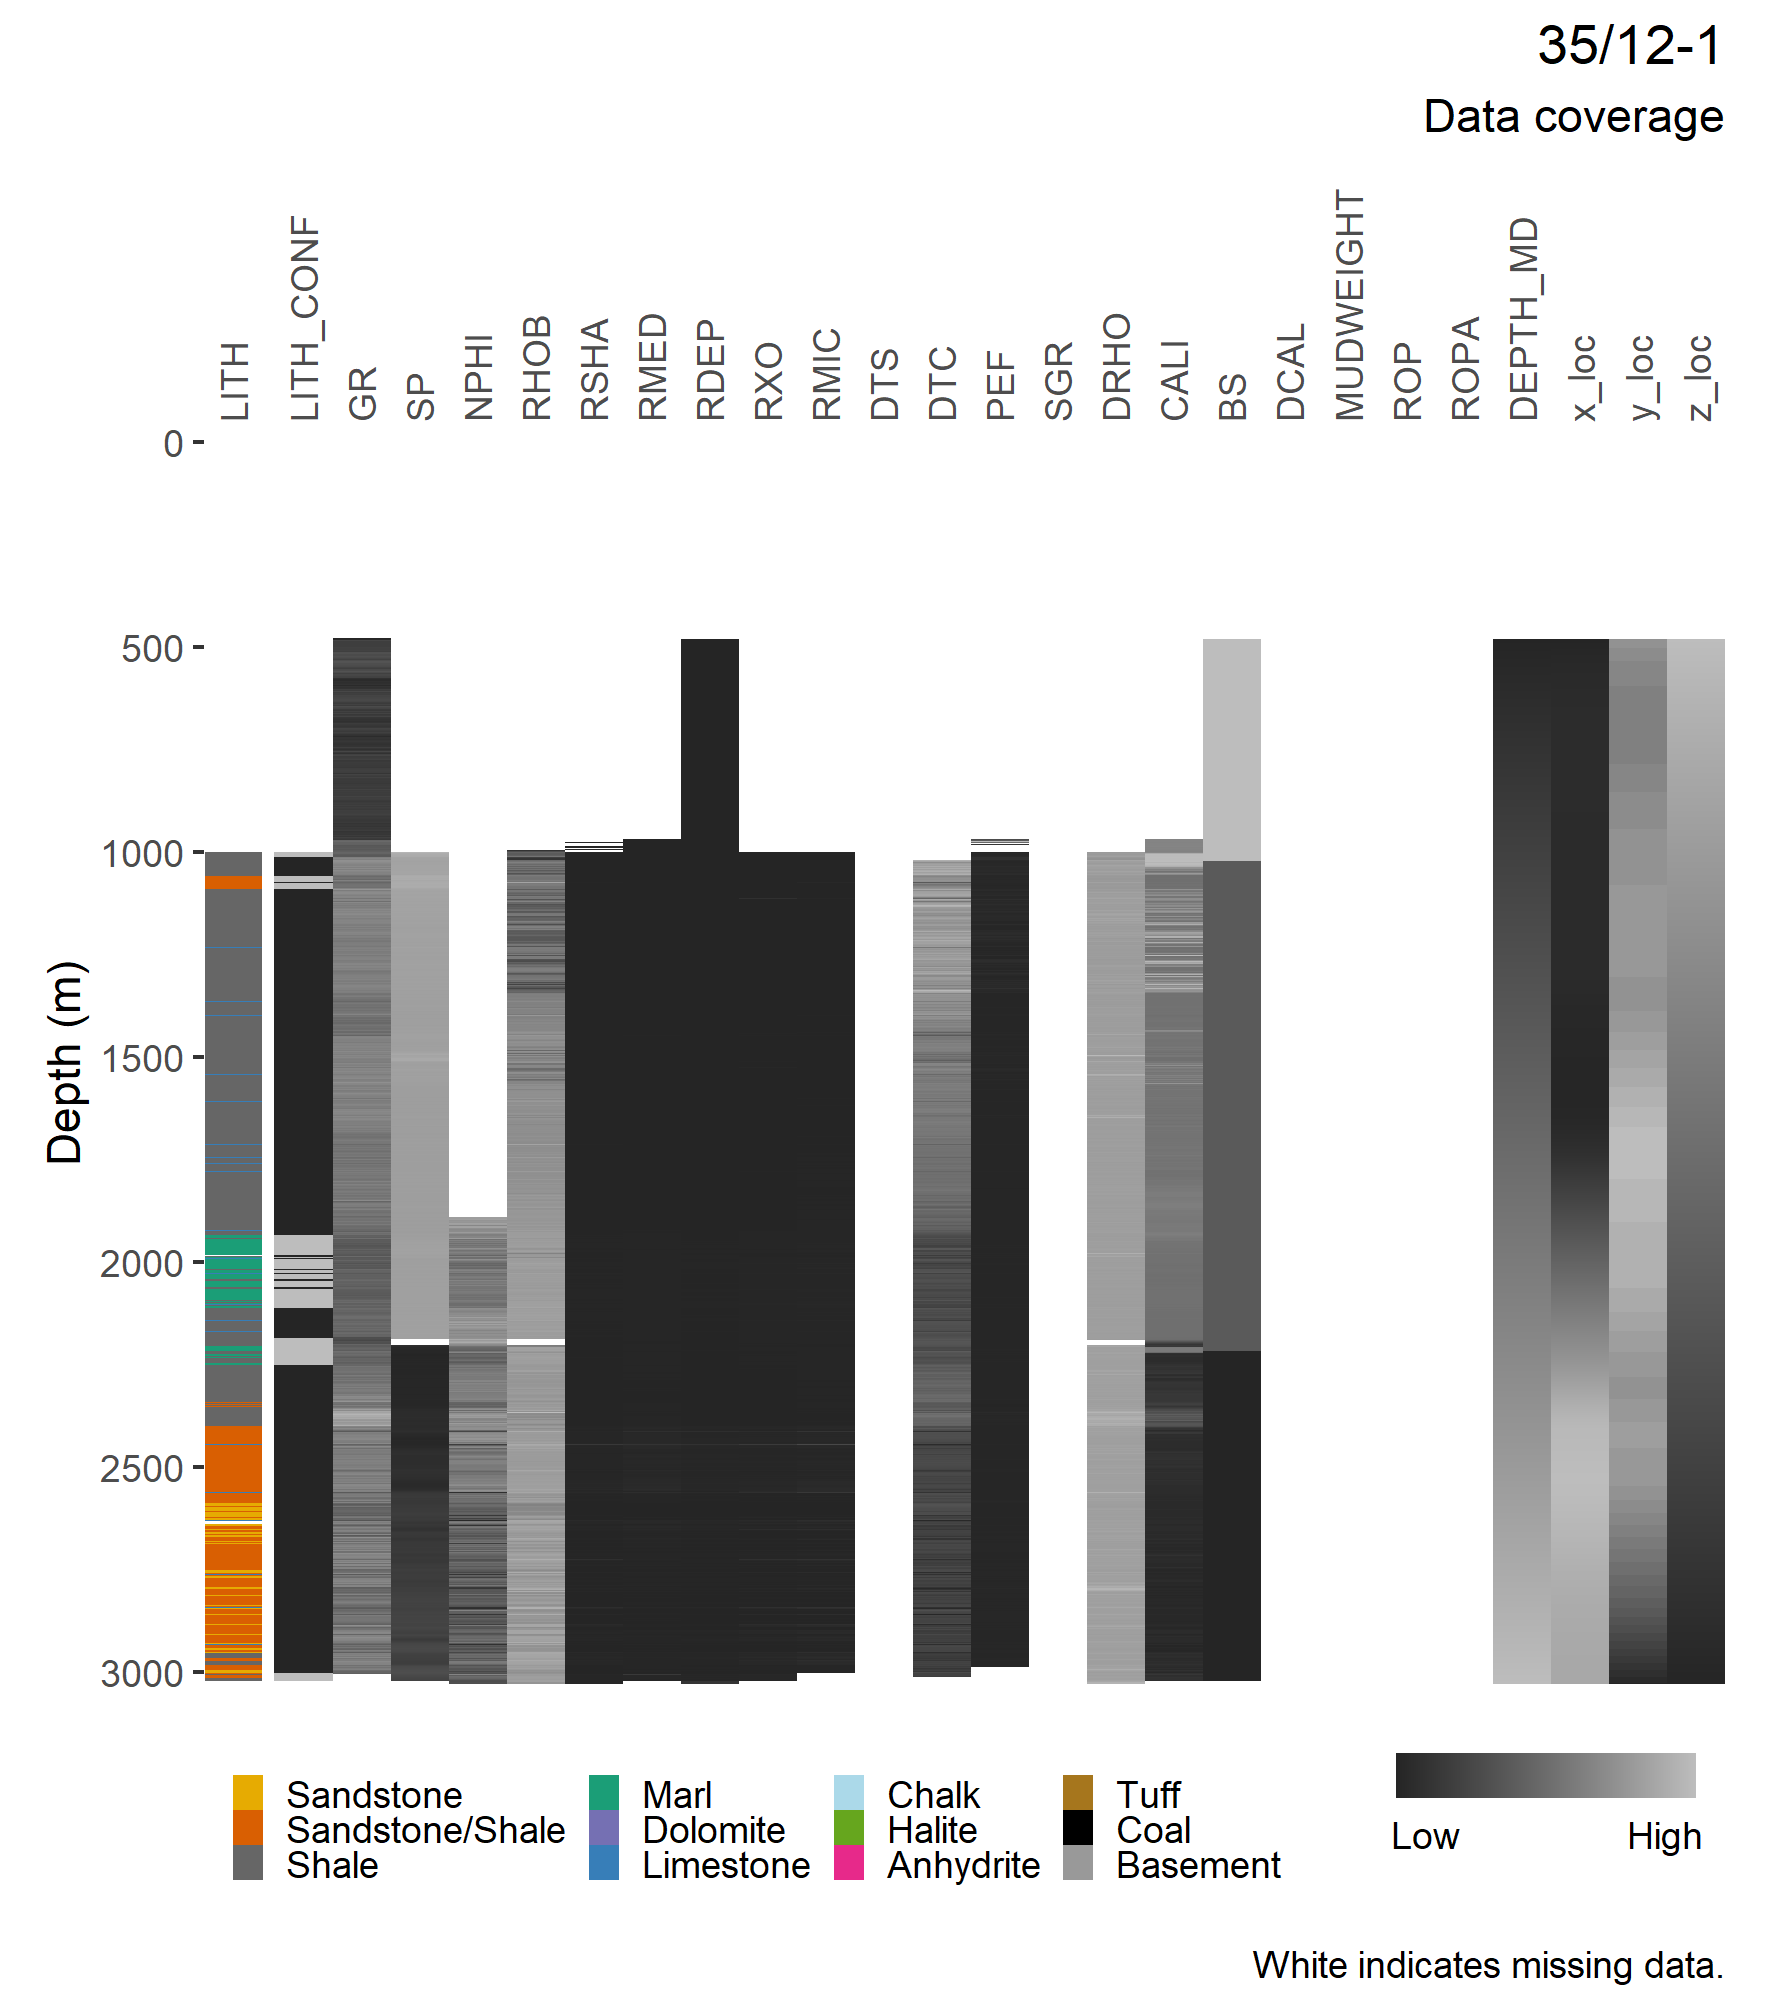 35/12-1
Data coverage
LITH
LITH_CONF
GR
SP
NPHI
RHOB
RSHA
RMED
RDEP
RXO
RMIC
DTS
DTC
PEF
SGR
DRHO
CALI
BS
DCAL
MUDWEIGHT
ROP
ROPA
DEPTH_MD
x_loc
y_loc
z_loc
Depth (m)
0
500
1000
1500
2000
2500
3000
Sandstone
Sandstone/Shale
Shale
Marl
Dolomite
Limestone
Chalk
Halite
Anhydrite
Tuff
Coal
Basement
Low High
White indicates missing data.